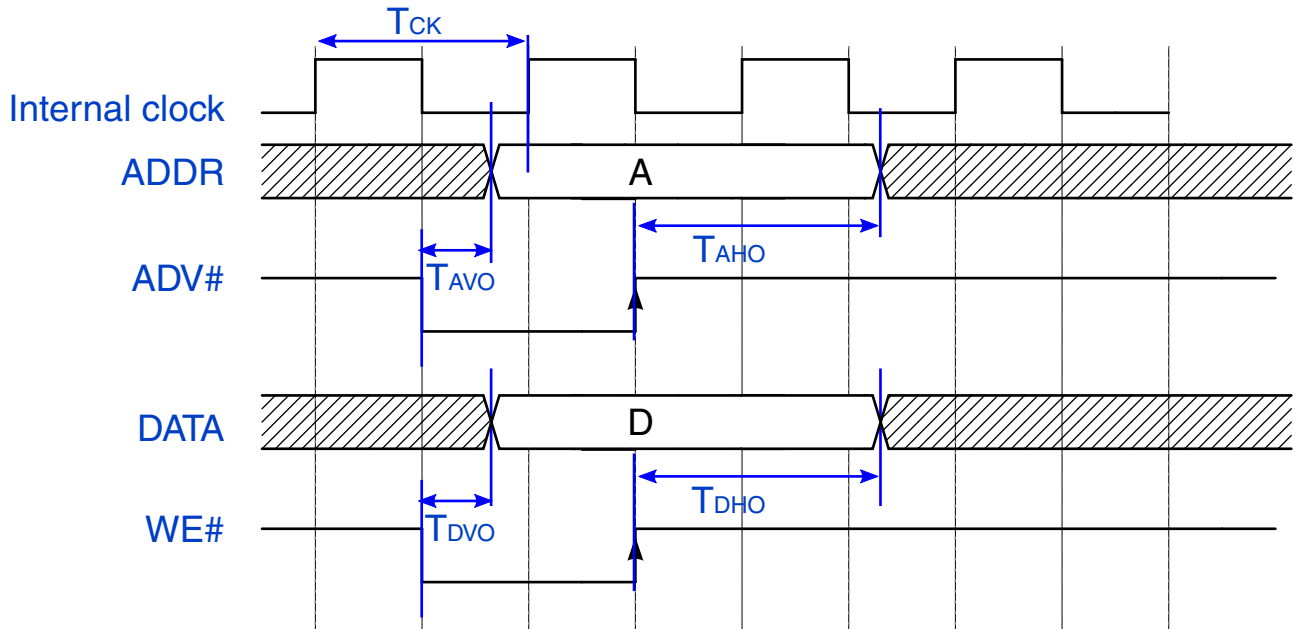 TCK
Internal clock
ADDR
A
TAHO
ADV#
TAVO
DATA
D
TDHO
WE#
TDVO